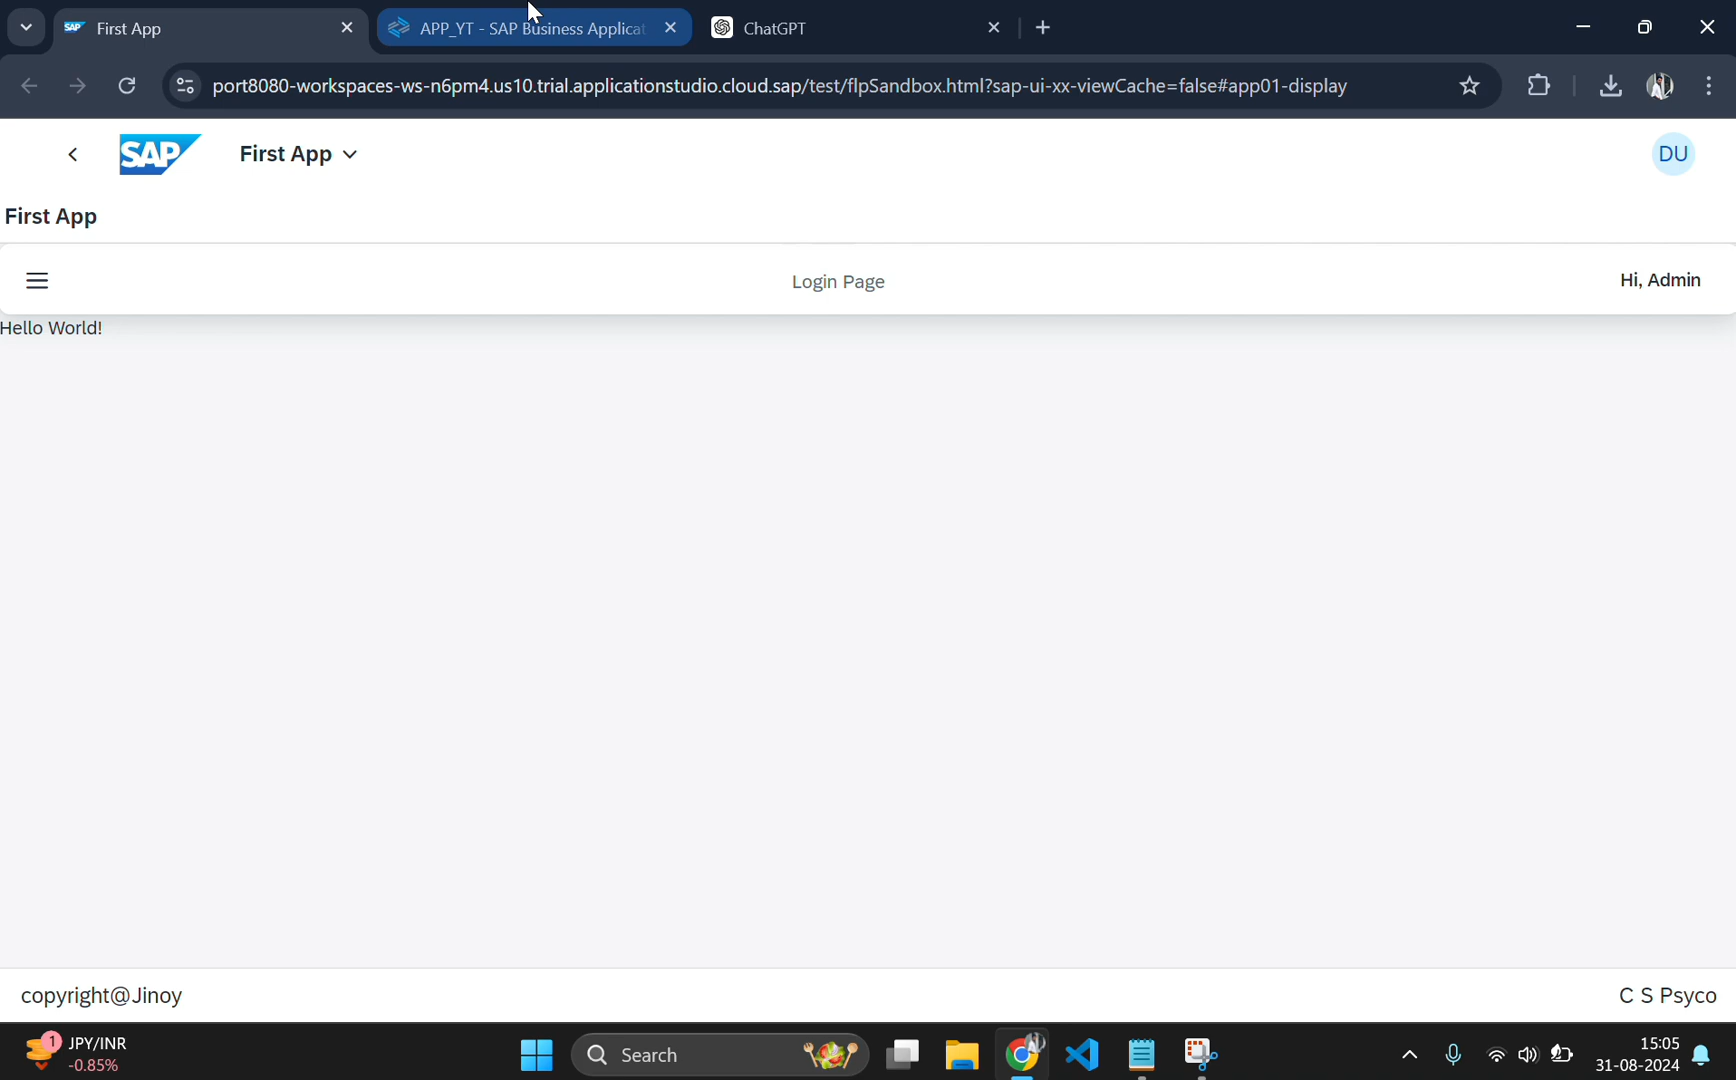 First App
APP_YT - SAP Business Applicat
ChatGPT
port8080-workspaces-ws-n6pm4.us10.trial.applicationstudio.cloud.sap/test/flpSandbox.html?sap-ui-xx-viewCache=false#app01-display
SAP First App DU
First App
Login Page Hi, Admin
Hello World!
copyright@Jinoy C S Psyco
1 JPY/INR
-0.85%
Search
15:05
31-08-2024